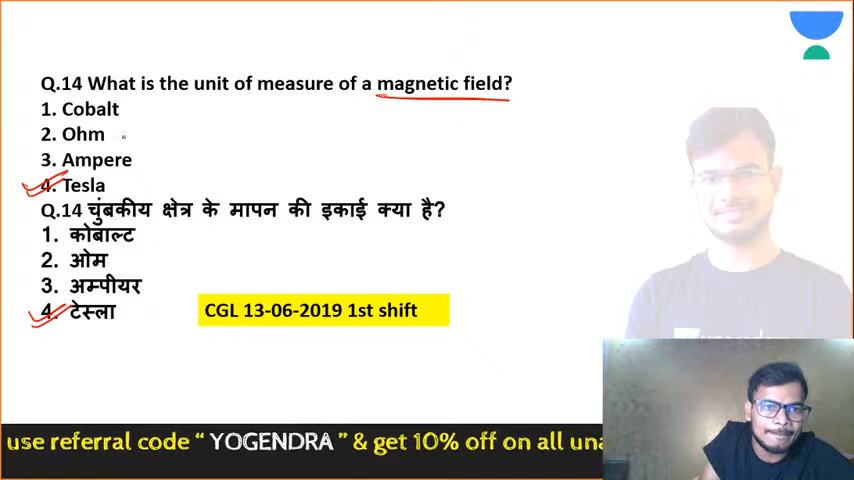 Q.14 What is the unit of measure of a magnetic field?
1. Cobalt
2. Ohm
3. Ampere
4. Tesla
Q.14 चुंबकीय क्षेत्र के मापन की इकाई क्या है?
1. कोबाल्ट
2. ओम
3. अम्पीयर
4. टेस्ला
CGL 13-06-2019 1st shift
use referral code “ YOGENDRA ” & get 10% off on all una